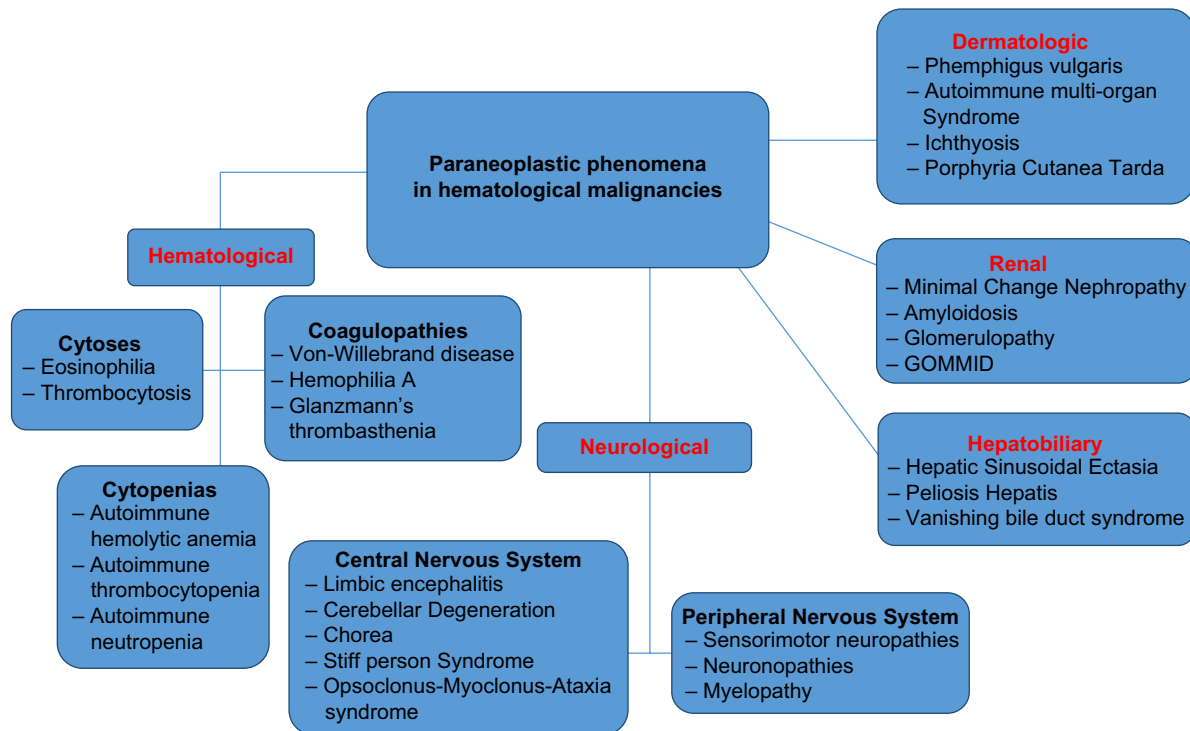 Paraneoplastic phenomena
in hematological malignancies
Hematological
Cytoses
– Eosinophilia
– Thrombocytosis
Coagulopathies
– Von-Willebrand disease
– Hemophilia A
– Glanzmann’s
thrombasthenia
Cytopenias
– Autoimmune
hemolytic anemia
– Autoimmune
thrombocytopenia
– Autoimmune
neutropenia
Neurological
Central Nervous System
– Limbic encephalitis
– Cerebellar Degeneration
– Chorea
– Stiff person Syndrome
– Opsoclonus-Myoclonus-Ataxia
syndrome
Peripheral Nervous System
– Sensorimotor neuropathies
– Neuronopathies
– Myelopathy
Dermatologic
– Phemphigus vulgaris
– Autoimmune multi-organ
Syndrome
– Ichthyosis
– Porphyria Cutanea Tarda
Renal
– Minimal Change Nephropathy
– Amyloidosis
– Glomerulopathy
– GOMMID
Hepatobiliary
– Hepatic Sinusoidal Ectasia
– Peliosis Hepatis
– Vanishing bile duct syndrome